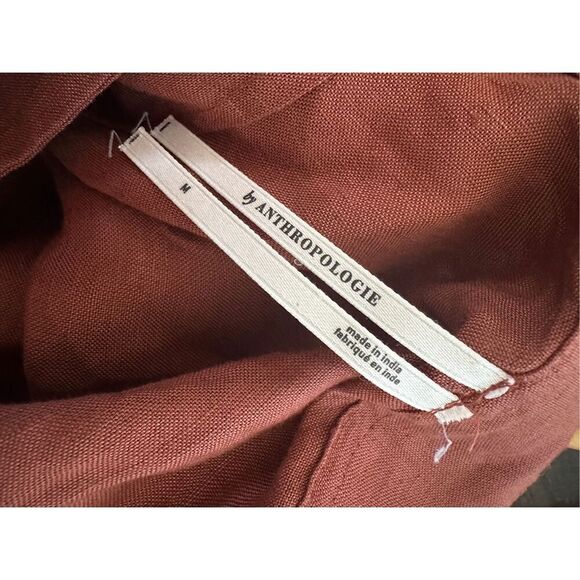 by ANTHROPOLOGIE
M
made in india
fabriqué en inde